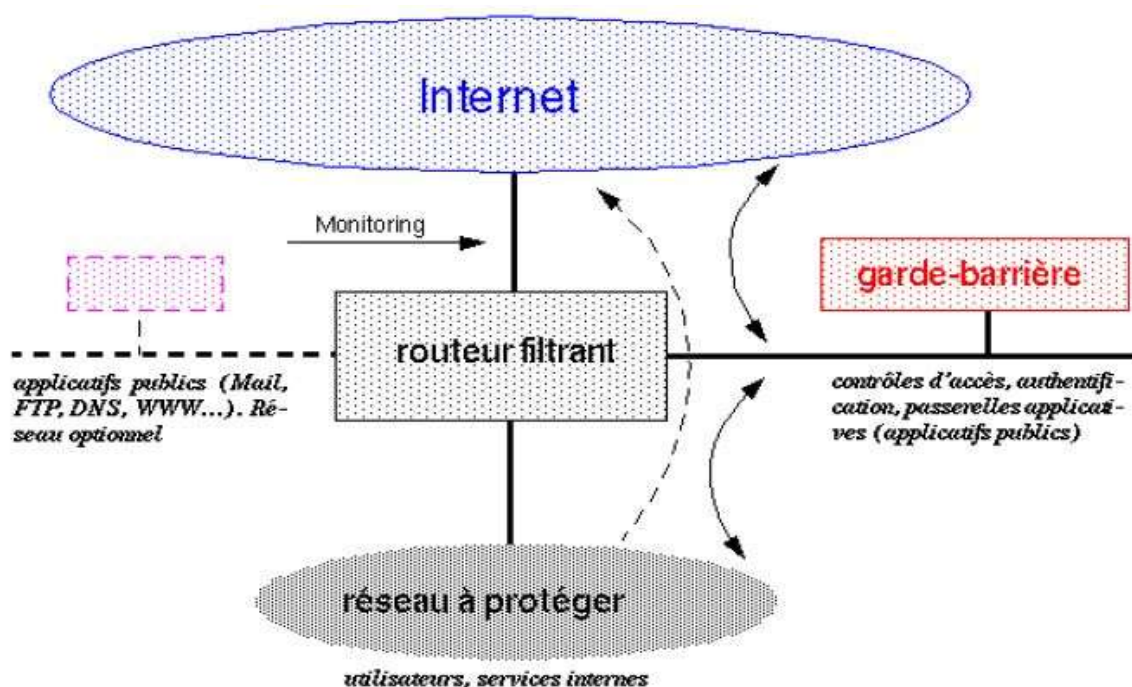 Internet
Monitoring
garde-barrière
routeur filtrant
applicatifs publics (Mail,
FTP, DNS, WWW...). Ré-
seau optionnel
contrôles d'accès, authentifi-
cation, passerelles applicati-
ves (applicatifs publics)
réseau à protéger
utilisateurs, services internes